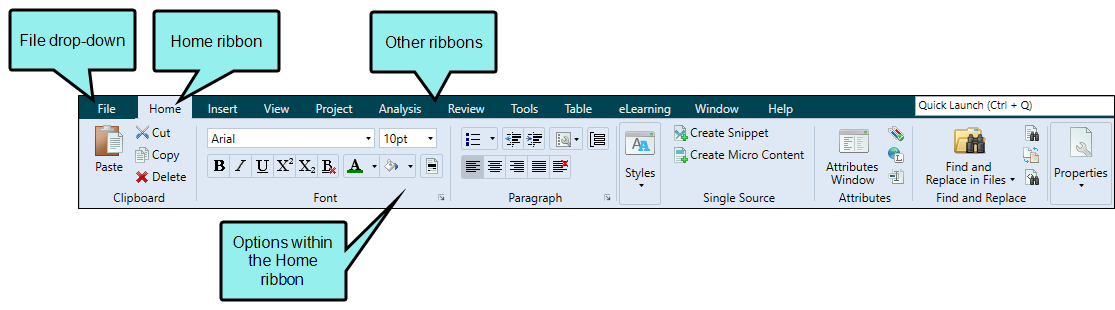 File drop-down
Home ribbon
Other ribbons
File
Home
Insert
View
Project
Analysis
Review
Tools
Table
eLearning
Window
Help
Quick Launch (Ctrl + Q)
Paste
Cut
Copy
Delete
Clipboard
Arial
10pt
B I U X² X₂ B A
Font
Paragraph
Styles
Create Snippet
Create Micro Content
Single Source
Attributes
Window
Attributes
Find and
Replace in Files
Find and Replace
Properties
Options within
the Home
ribbon